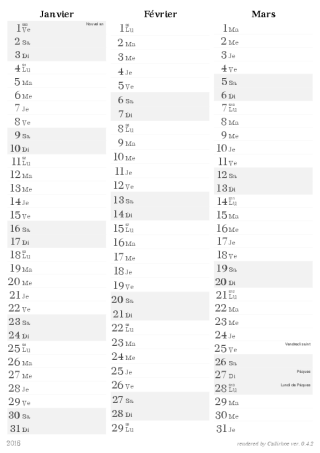 Janvier
1 Ve Nouvel an
2 Sa
3 Di
4 Lu
5 Ma
6 Me
7 Je
8 Ve
9 Sa
10 Di
11 Lu
12 Ma
13 Me
14 Je
15 Ve
16 Sa
17 Di
18 Lu
19 Ma
20 Me
21 Je
22 Ve
23 Sa
24 Di
25 Lu
26 Ma
27 Me
28 Je
29 Ve
30 Sa
31 Di
Février
1 Lu
2 Ma
3 Me
4 Je
5 Ve
6 Sa
7 Di
8 Lu
9 Ma
10 Me
11 Je
12 Ve
13 Sa
14 Di
15 Lu
16 Ma
17 Me
18 Je
19 Ve
20 Sa
21 Di
22 Lu
23 Ma
24 Me
25 Je
26 Ve
27 Sa
28 Di
29 Lu
Mars
1 Ma
2 Me
3 Je
4 Ve
5 Sa
6 Di
7 Lu
8 Ma
9 Me
10 Je
11 Ve
12 Sa
13 Di
14 Lu
15 Ma
16 Me
17 Je
18 Ve
19 Sa
20 Di
21 Lu
22 Ma
23 Me
24 Je
25 Ve Vendredi saint
26 Sa
27 Di Pâques
28 Lu Lundi de Pâques
29 Ma
30 Me
31 Je
2016
rendered by